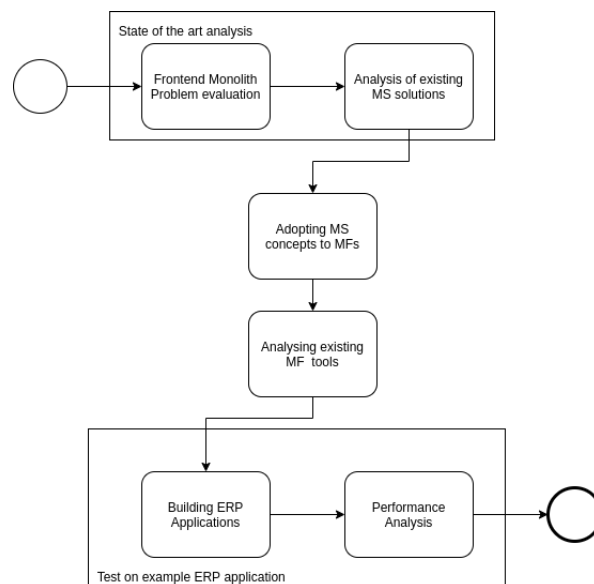 State of the art analysis
Frontend Monolith
Problem evaluation
Analysis of existing
MS solutions
Adopting MS
concepts to MFs
Analysing existing
MF tools
Building ERP
Applications
Performance
Analysis
Test on example ERP application